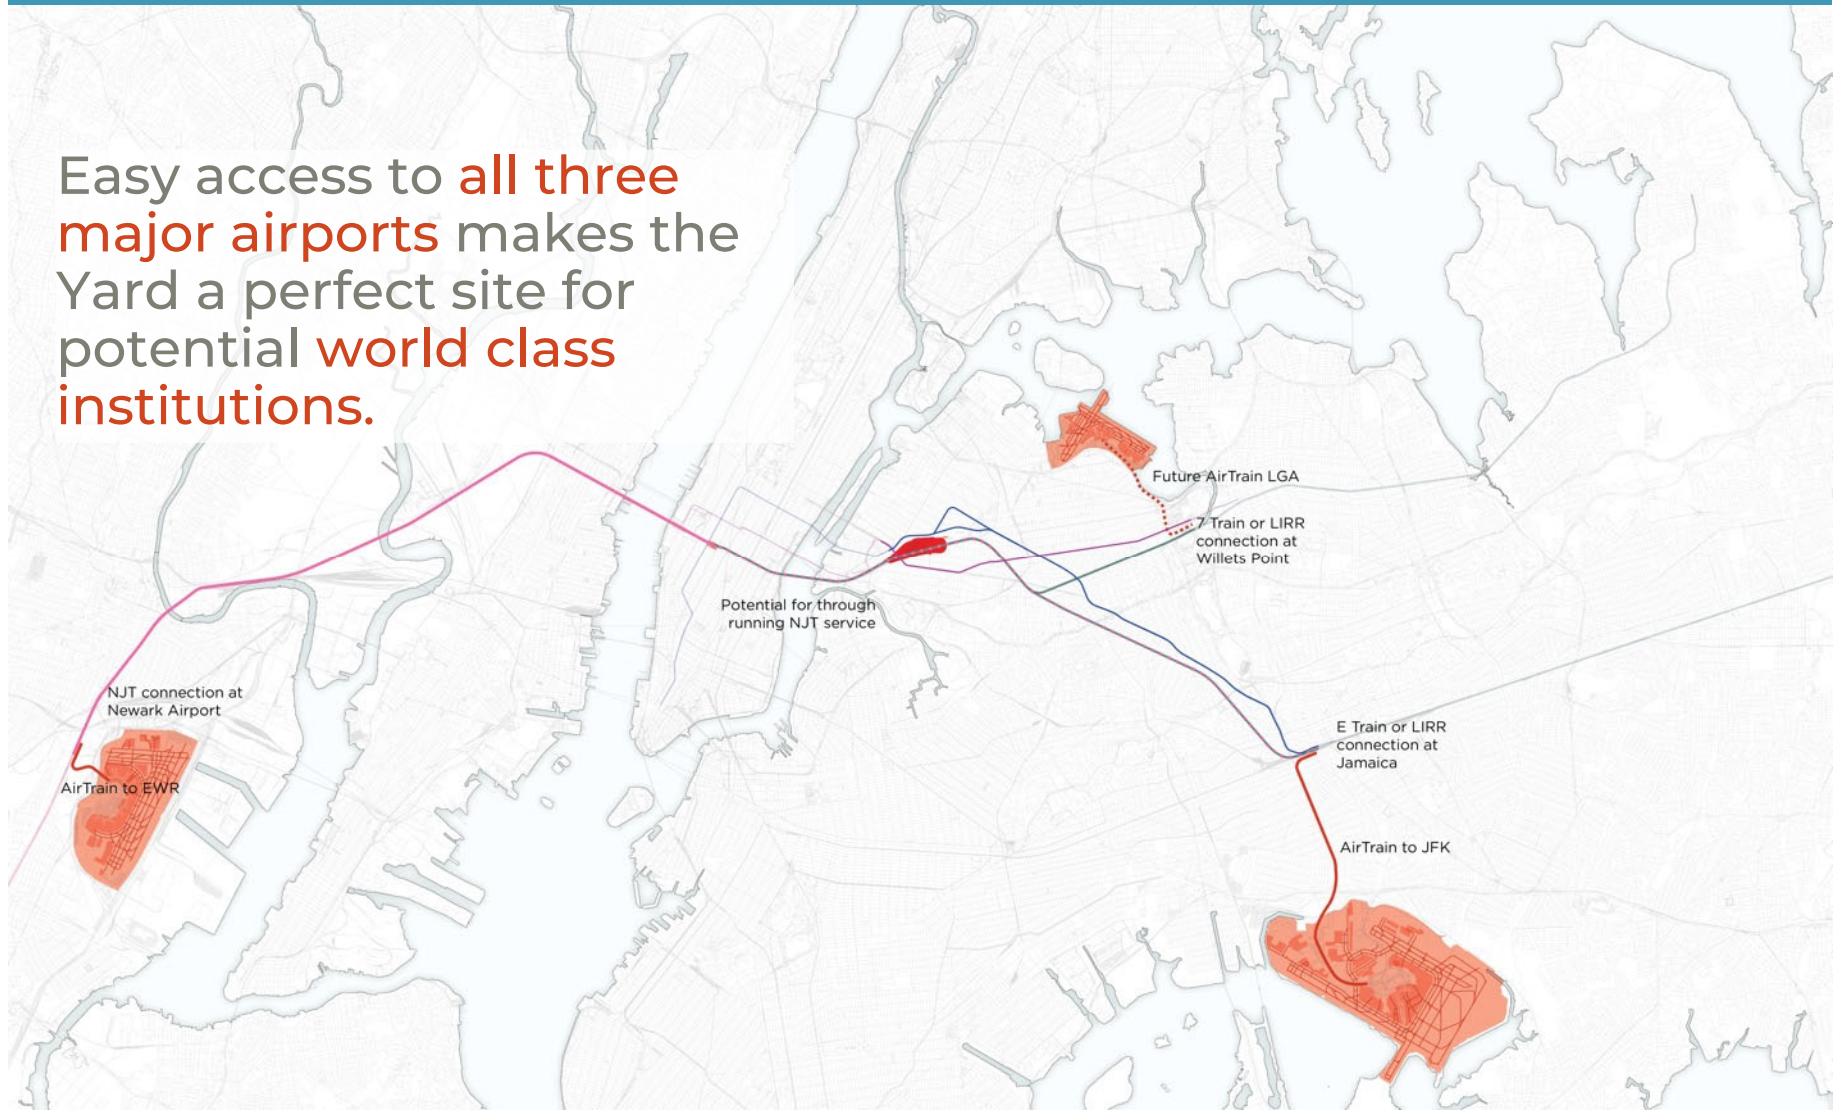 Easy access to all three
major airports makes the
Yard a perfect site for
potential world class
institutions.
Future AirTrain LGA
7 Train or LIRR
connection at
Willets Point
Potential for through
running NJT service
NJT connection at
Newark Airport
AirTrain to EWR
E Train or LIRR
connection at
Jamaica
AirTrain to JFK